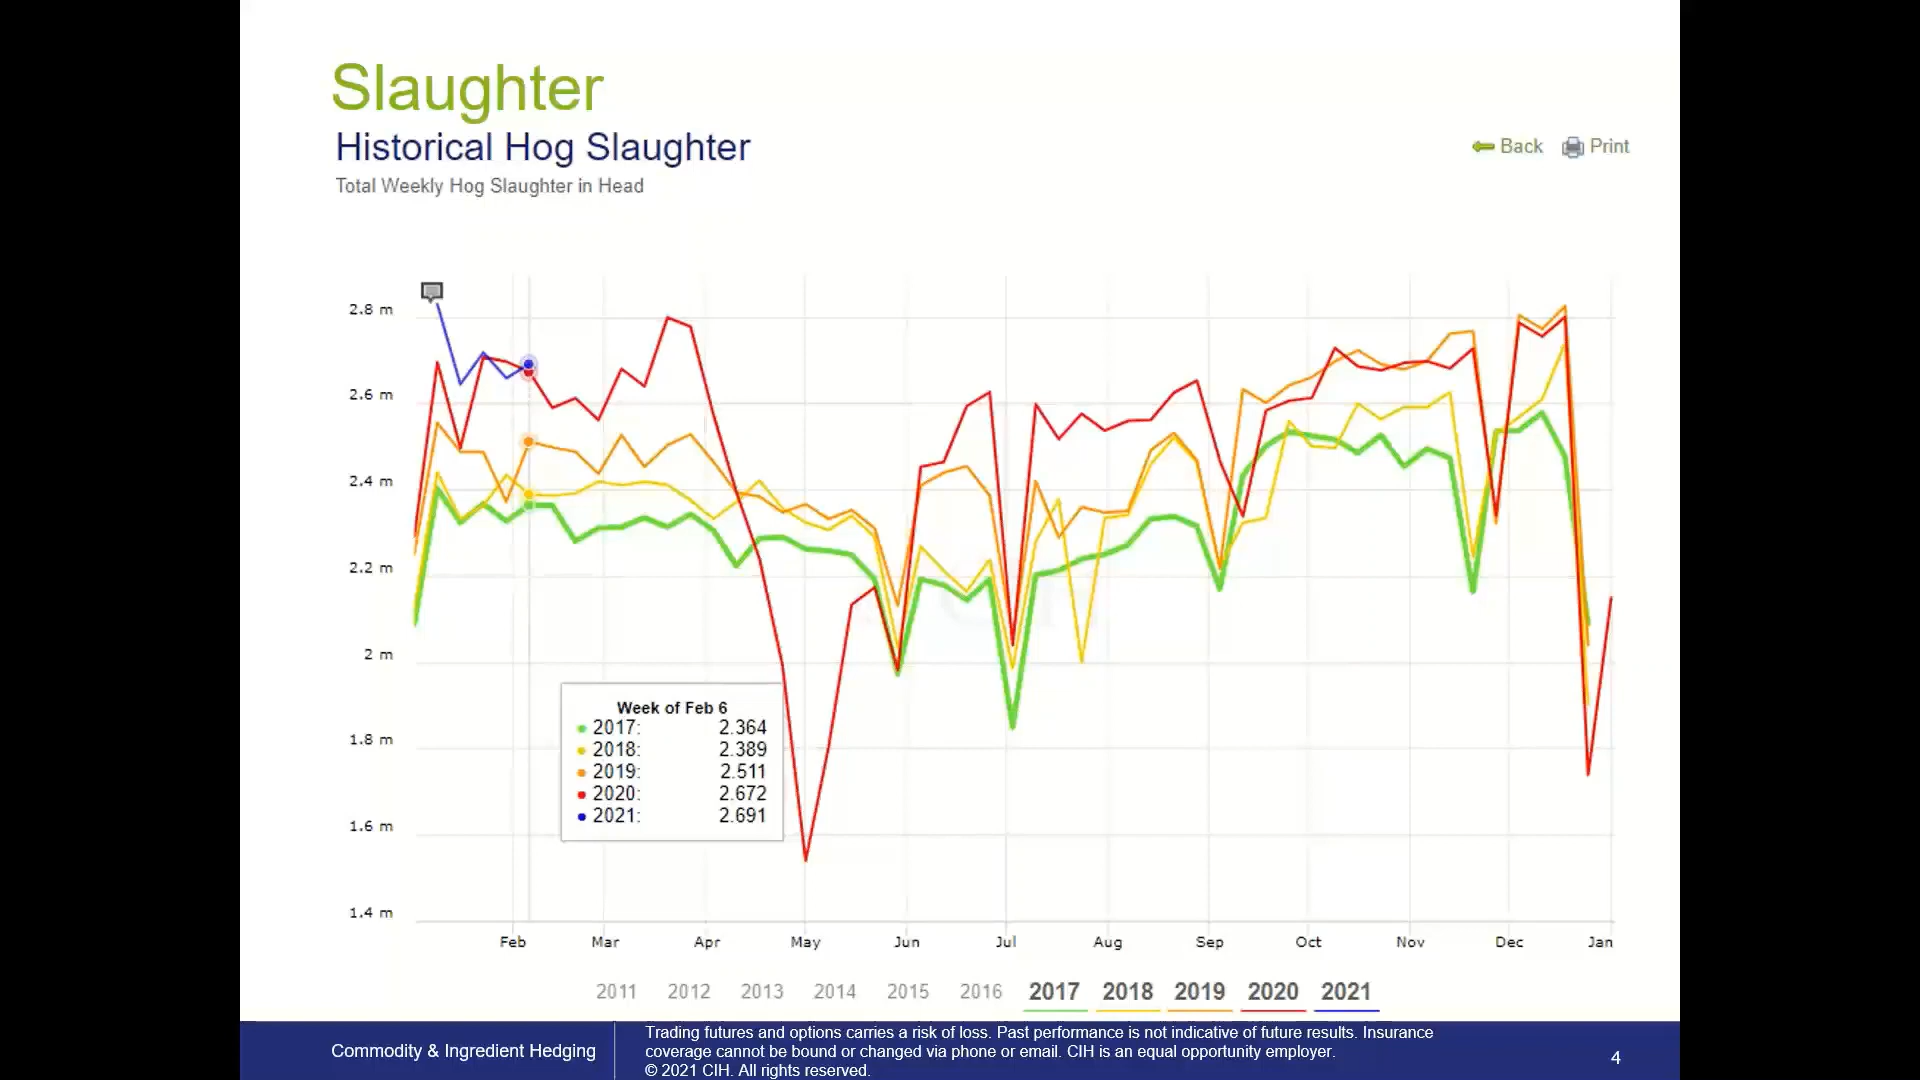 Slaughter
Historical Hog Slaughter
Back Print
Total Weekly Hog Slaughter in Head
2.8 m
2.6 m
2.4 m
2.2 m
2 m
1.8 m
1.6 m
1.4 m
Week of Feb 6
2017: 2.364
2018: 2.389
2019: 2.511
2020: 2.672
2021: 2.691
Feb Mar Apr May Jun Jul Aug Sep Oct Nov Dec Jan
2011 2012 2013 2014 2015 2016 2017 2018 2019 2020 2021
Commodity & Ingredient Hedging
Trading futures and options carries a risk of loss. Past performance is not indicative of future results. Insurance
coverage cannot be bound or changed via phone or email. CIH is an equal opportunity employer.
© 2021 CIH. All rights reserved.
4